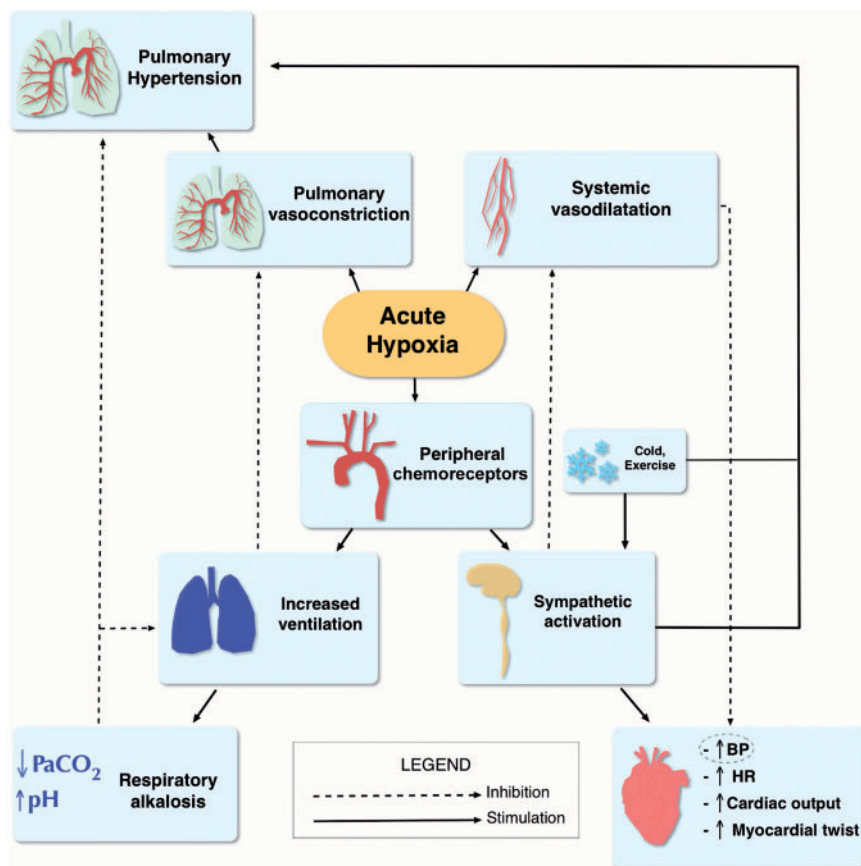 Pulmonary
Hypertension
Pulmonary
vasoconstriction
Systemic
vasodilatation
Acute
Hypoxia
Peripheral
chemoreceptors
Cold,
Exercise
Increased
ventilation
Sympathetic
activation
↓ PaCO₂
↑ pH
Respiratory
alkalosis
LEGEND
Inhibition
Stimulation
- ↑ BP
- ↑ HR
- ↑ Cardiac output
- ↑ Myocardial twist